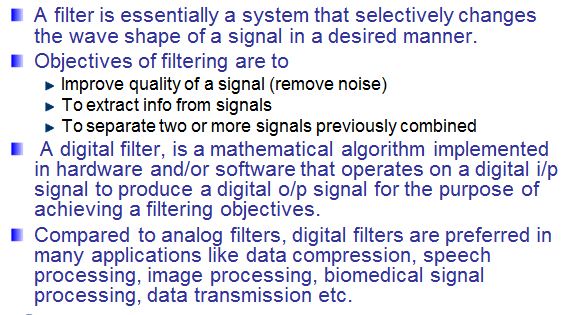 A filter is essentially a system that selectively changes
the wave shape of a signal in a desired manner.
Objectives of filtering are to
Improve quality of a signal (remove noise)
To extract info from signals
To separate two or more signals previously combined
A digital filter, is a mathematical algorithm implemented
in hardware and/or software that operates on a digital i/p
signal to produce a digital o/p signal for the purpose of
achieving a filtering objectives.
Compared to analog filters, digital filters are preferred in
many applications like data compression, speech
processing, image processing, biomedical signal
processing, data transmission etc.